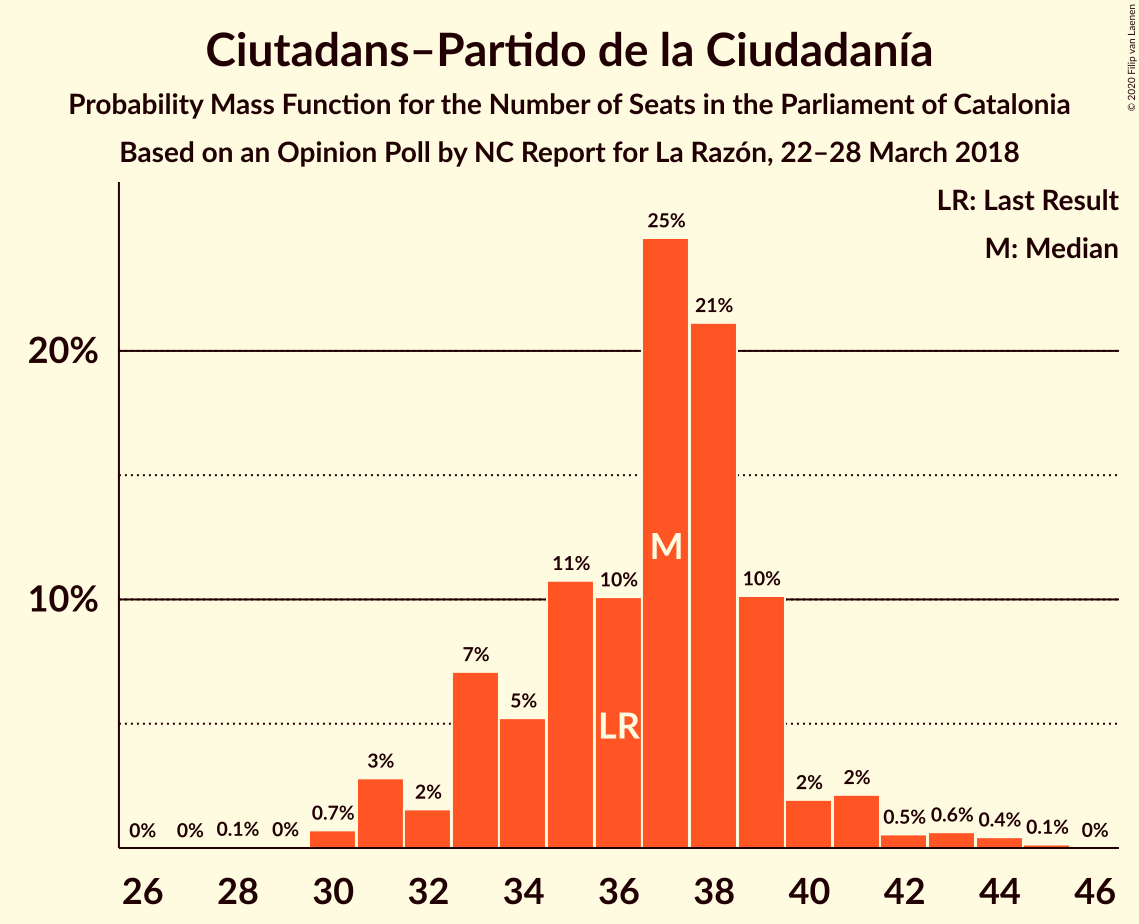 Ciutadans–Partido de la Ciudadanía
Probability Mass Function for the Number of Seats in the Parliament of Catalonia
Based on an Opinion Poll by NC Report for La Razón, 22–28 March 2018
© 2020 Filip van Laenen
LR: Last Result
M: Median
20%
10%
0%
0%
0.1%
0%
0.7%
3%
2%
7%
5%
11%
10%
25%
21%
10%
2%
2%
0.5%
0.6%
0.4%
0.1%
0%
M
LR
26 28 30 32 34 36 38 40 42 44 46